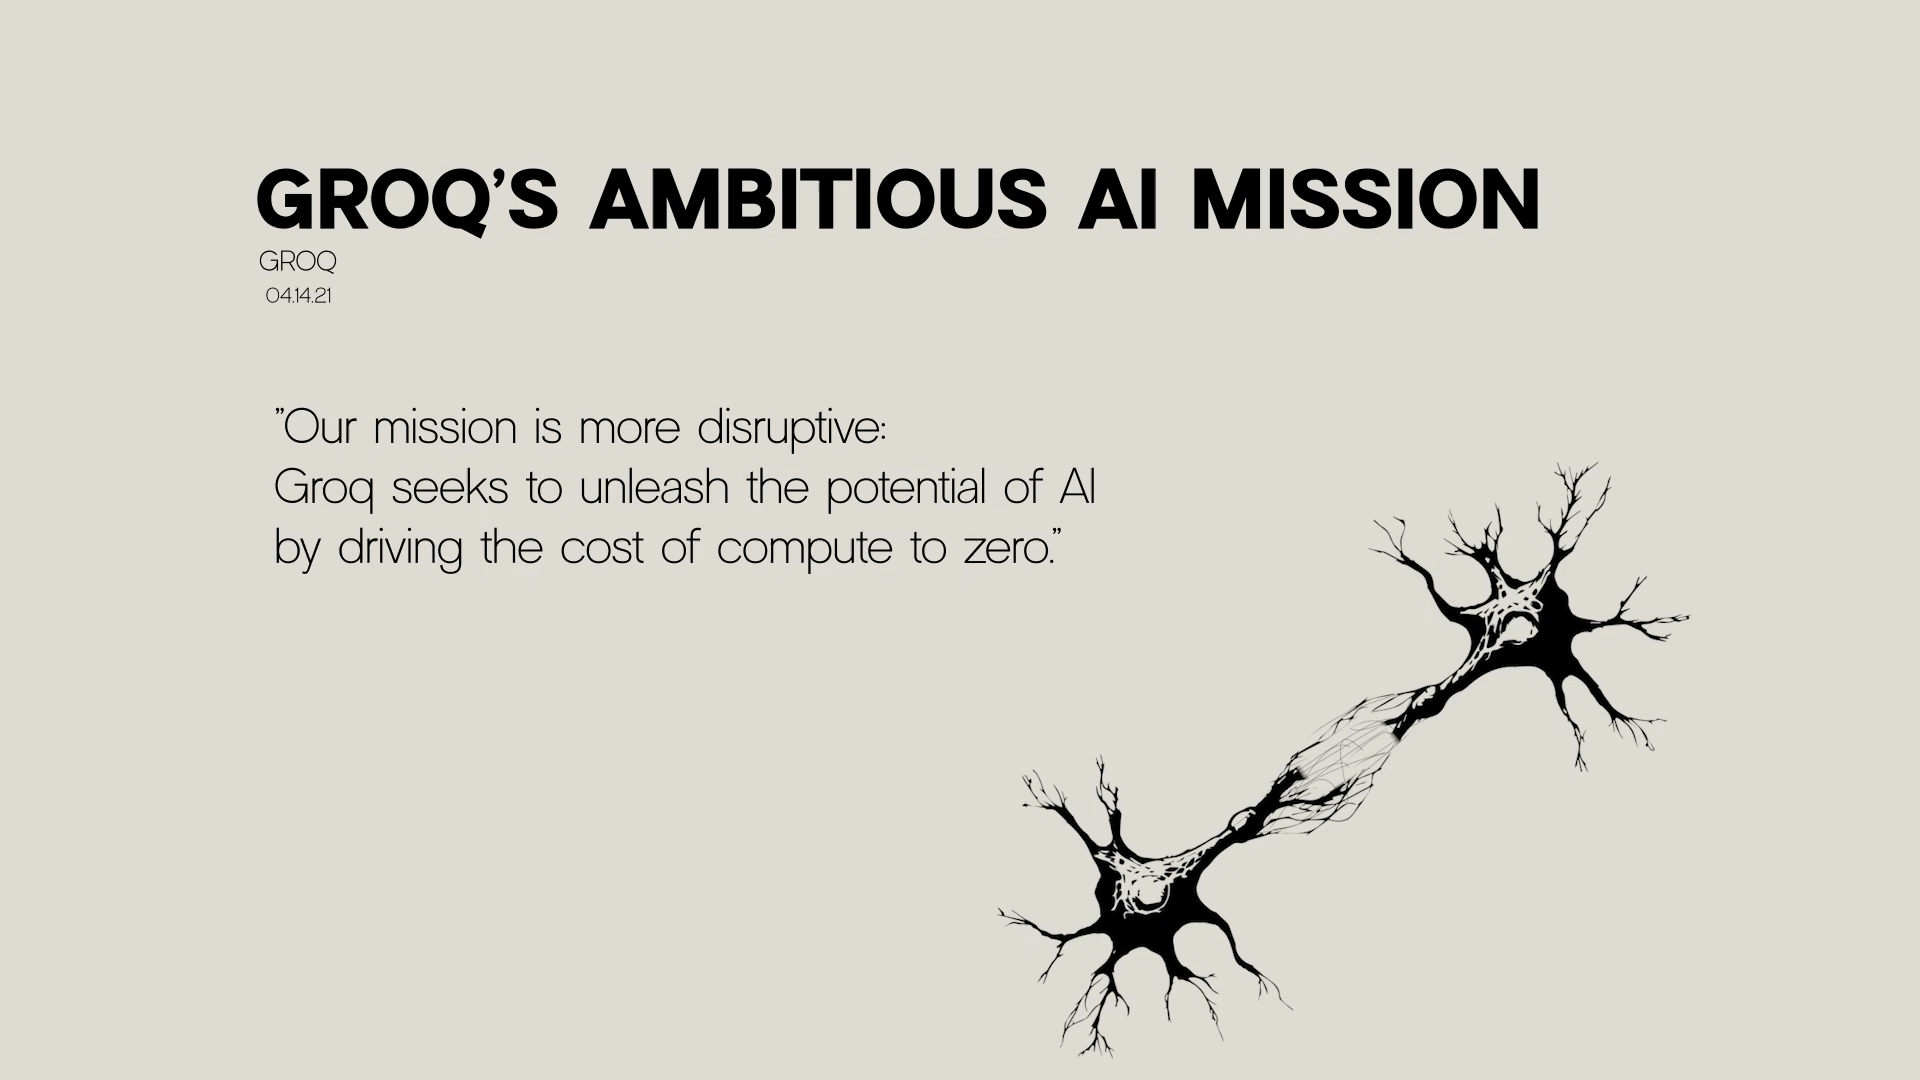 GROQ’S AMBITIOUS AI MISSION
GROQ
04.14.21
”Our mission is more disruptive:
Groq seeks to unleash the potential of AI
by driving the cost of compute to zero.”